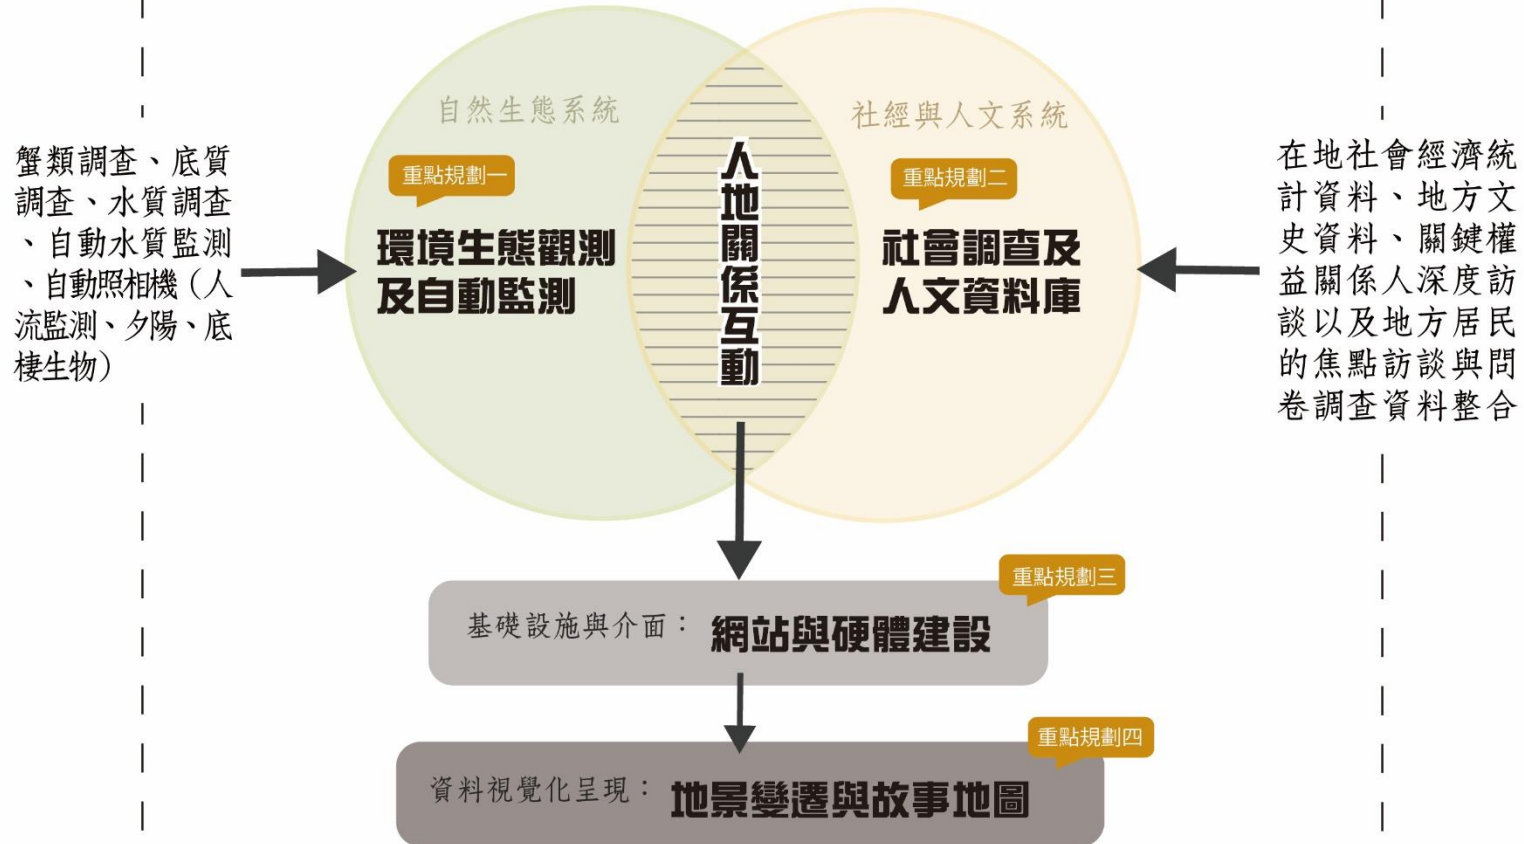 自然生態系統
社經與人文系統
蟹類調查、底質
調查、水質調查
、自動水質監測
、自動照相機（人
流監測、夕陽、底
棲生物）
重點規劃一
環境生態觀測
及自動監測
人地關係互動
重點規劃二
社會調查及
人文資料庫
在地社會經濟統
計資料、地方文
史資料、關鍵權
益關係人深度訪
談以及地方居民
的焦點訪談與問
卷調查資料整合
重點規劃三
基礎設施與介面：網站與硬體建設
重點規劃四
資料視覺化呈現：地景變遷與故事地圖